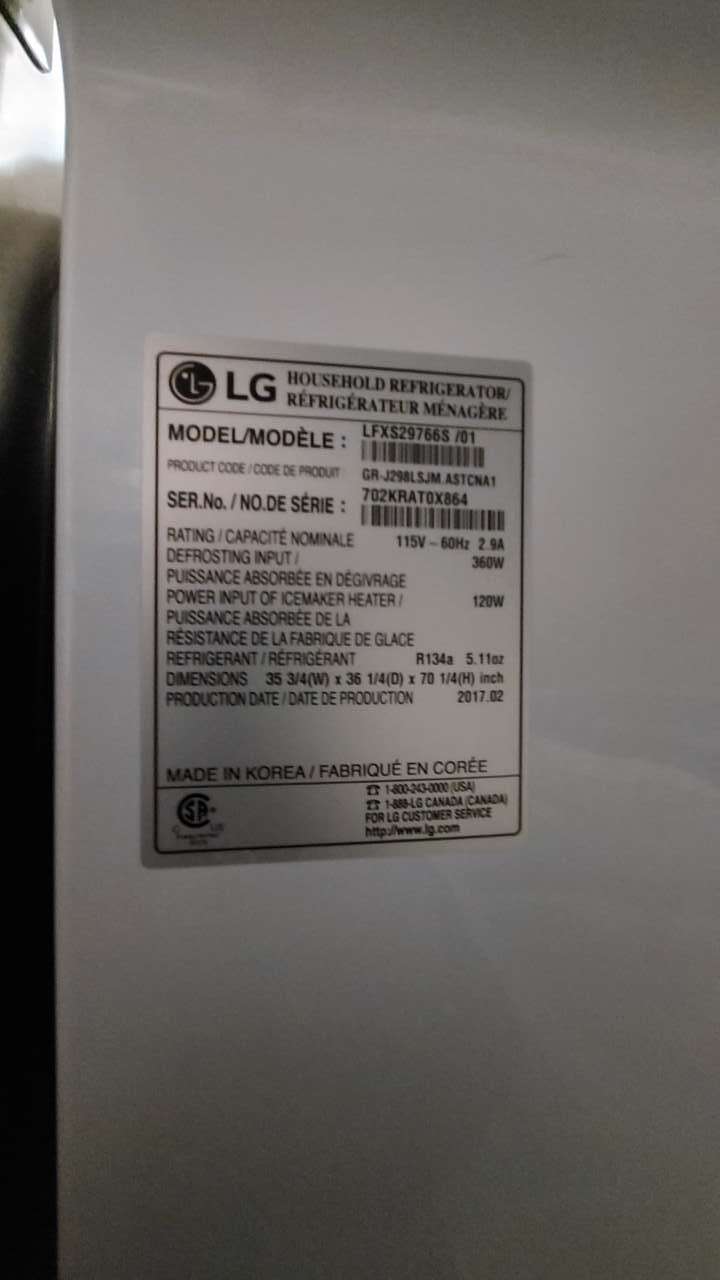 LG HOUSEHOLD REFRIGERATOR/
RÉFRIGÉRATEUR MÉNAGÈRE
MODEL/MODÈLE : LFXS29766S /01
PRODUCT CODE / CODE DE PRODUIT GR-J298LSJM.ASTCNA1
SER.No. / NO.DE SÉRIE : 702KRAT0X864
RATING / CAPACITÉ NOMINALE 115V ~ 60Hz 2.9A
DEFROSTING INPUT / 360W
PUISSANCE ABSORBÉE EN DÉGIVRAGE
POWER INPUT OF ICEMAKER HEATER / 120W
PUISSANCE ABSORBÉE DE LA
RÉSISTANCE DE LA FABRIQUE DE GLACE
REFRIGERANT / RÉFRIGÉRANT R134a 5.11oz
DIMENSIONS 35 3/4(W) x 36 1/4(D) x 70 1/4(H) inch
PRODUCTION DATE / DATE DE PRODUCTION 2017.02
MADE IN KOREA / FABRIQUÉ EN CORÉE
☎ 1-800-243-0000 (USA)
☎ 1-888-LG CANADA (CANADA)
FOR LG CUSTOMER SERVICE
http://www.lg.com
C US